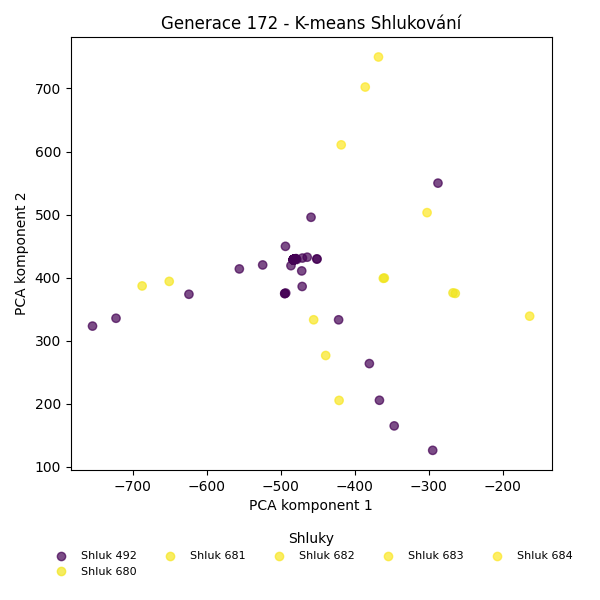 Generace 172 - K-means Shlukování
700
600
500
400
300
200
100
PCA komponent 2
−700 −600 −500 −400 −300 −200
PCA komponent 1
Shluky
Shluk 492 Shluk 681 Shluk 682 Shluk 683 Shluk 684
Shluk 680